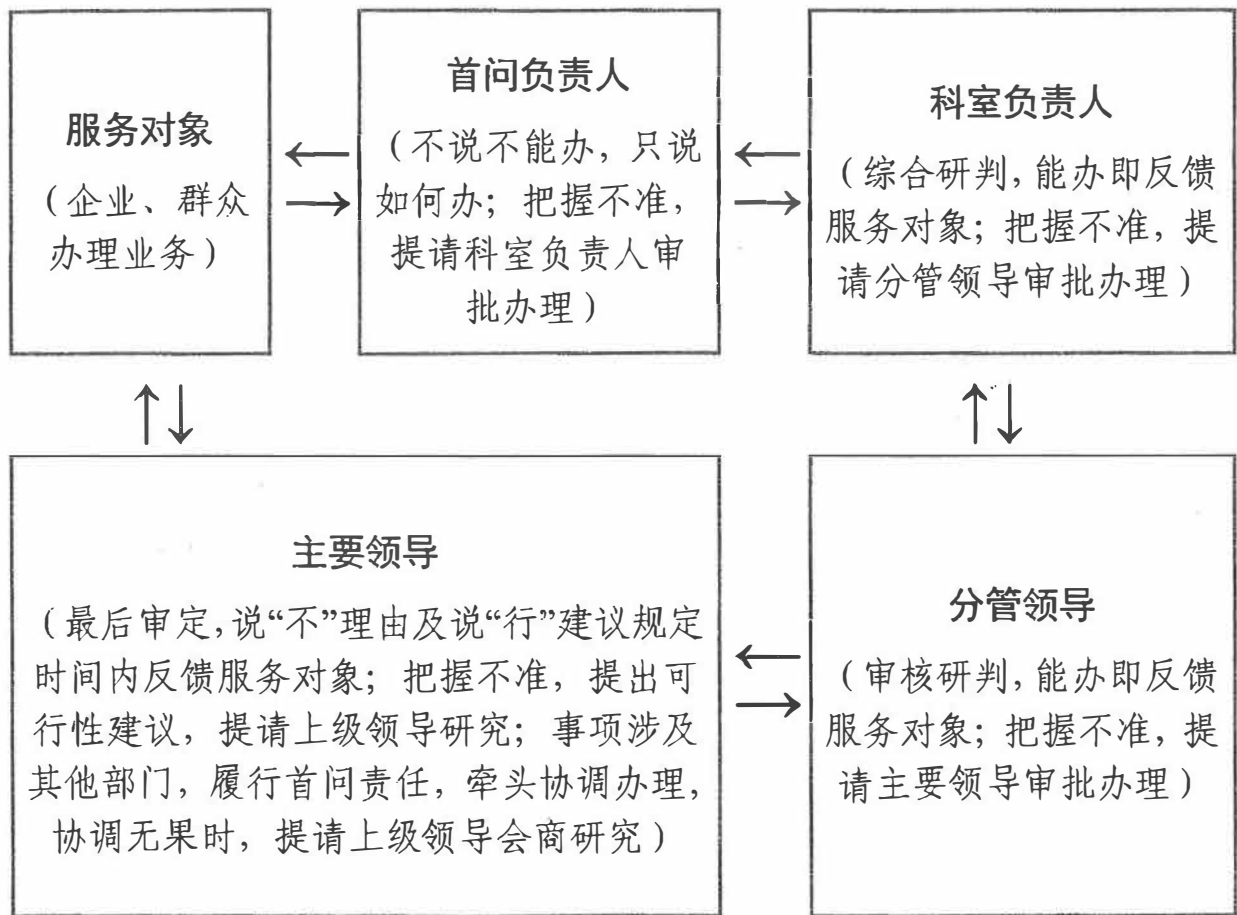 服务对象
（企业、群众
办理业务）
首问负责人
（不说不能办，只说
如何办；把握不准，
提请科室负责人审
批办理）
科室负责人
（综合研判，能办即反馈
服务对象；把握不准，提
请分管领导审批办理）
主要领导
（最后审定，说“不”理由及说“行”建议规定
时间内反馈服务对象；把握不准，提出可
行性建议，提请上级领导研究；事项涉及
其他部门，履行首问责任，牵头协调办理，
协调无果时，提请上级领导会商研究）
分管领导
（审核研判，能办即反馈
服务对象；把握不准，提
请主要领导审批办理）